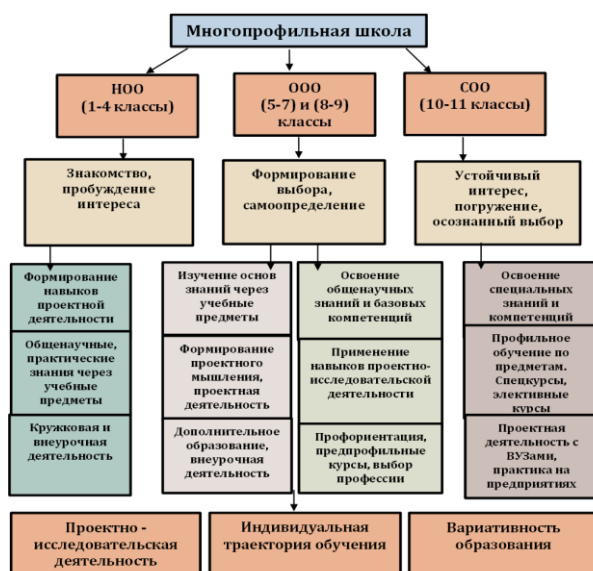 Многопрофильная школа
НОО
(1-4 классы)
ООО
(5-7) и (8-9)
классы
СОО
(10-11 классы)
Знакомство,
пробуждение
интереса
Формирование
выбора,
самоопределение
Устойчивый
интерес,
погружение,
осознанный выбор
Формирование
навыков
проектной
деятельности
Общенаучные,
практические
знания через
учебные
предметы
Кружковая и
внеурочная
деятельность
Изучение основ
знаний через
учебные
предметы
Формирование
проектного
мышления,
проектная
деятельность
Дополнительное
образование,
внеурочная
деятельность
Освоение
общенаучных
знаний и базовых
компетенций
Применение
навыков проектно-
исследовательской
деятельности
Профориентация,
предпрофильные
курсы, выбор
профессии
Освоение
специальных
знаний и
компетенций
Профильное
обучение по
предметам.
Спецкурсы,
элективные
курсы
Проектная
деятельность с
ВУЗами,
практика на
предприятиях
Проектно -
исследовательская
деятельность
Индивидуальная
траектория обучения
Вариативность
образования